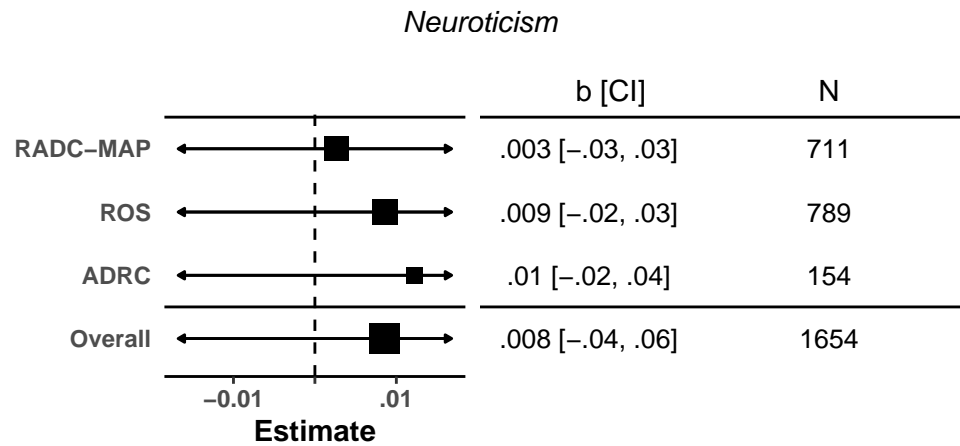 Neuroticism
b [CI] N
RADC−MAP .003 [−.03, .03] 711
ROS .009 [−.02, .03] 789
ADRC .01 [−.02, .04] 154
Overall .008 [−.04, .06] 1654
−0.01 .01
Estimate